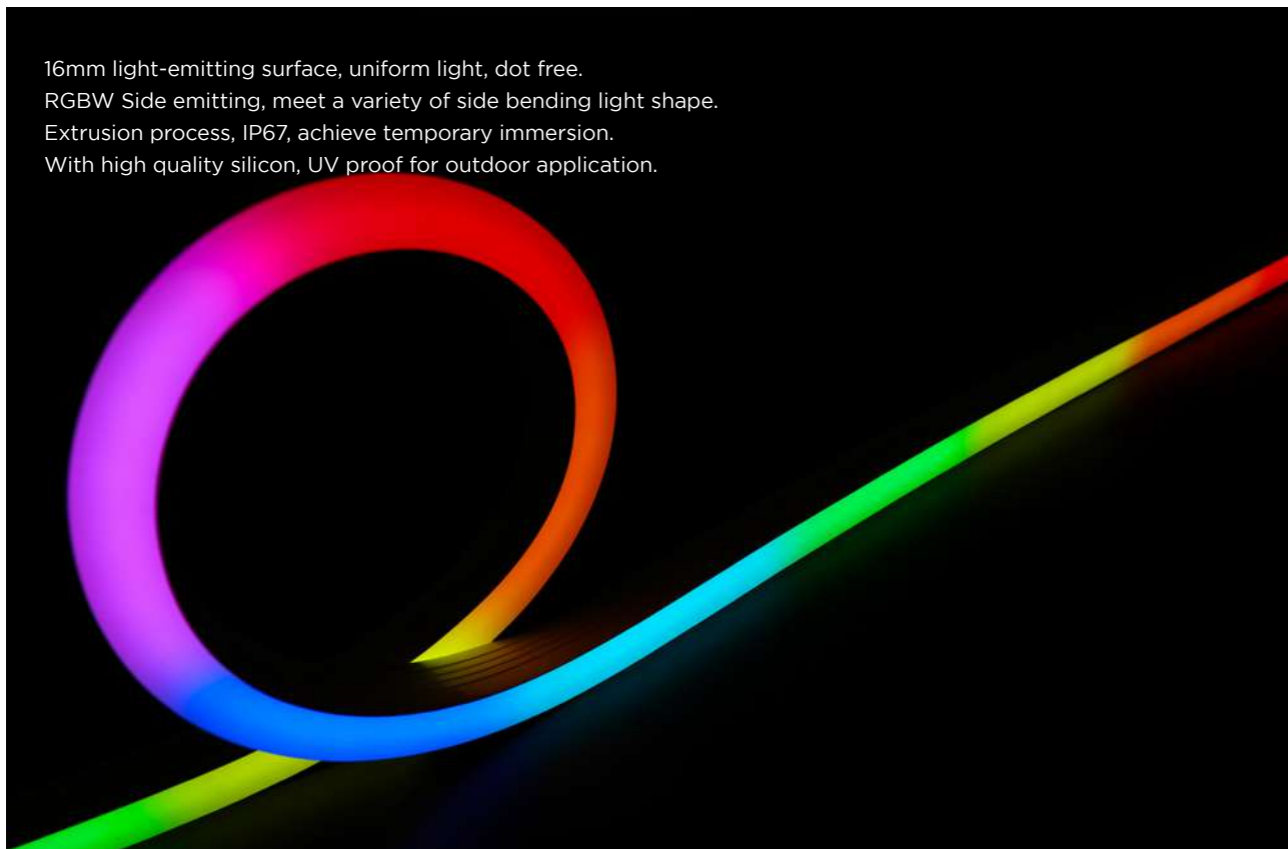 16mm light-emitting surface, uniform light, dot free.
RGBW Side emitting, meet a variety of side bending light shape.
Extrusion process, IP67, achieve temporary immersion.
With high quality silicon, UV proof for outdoor application.